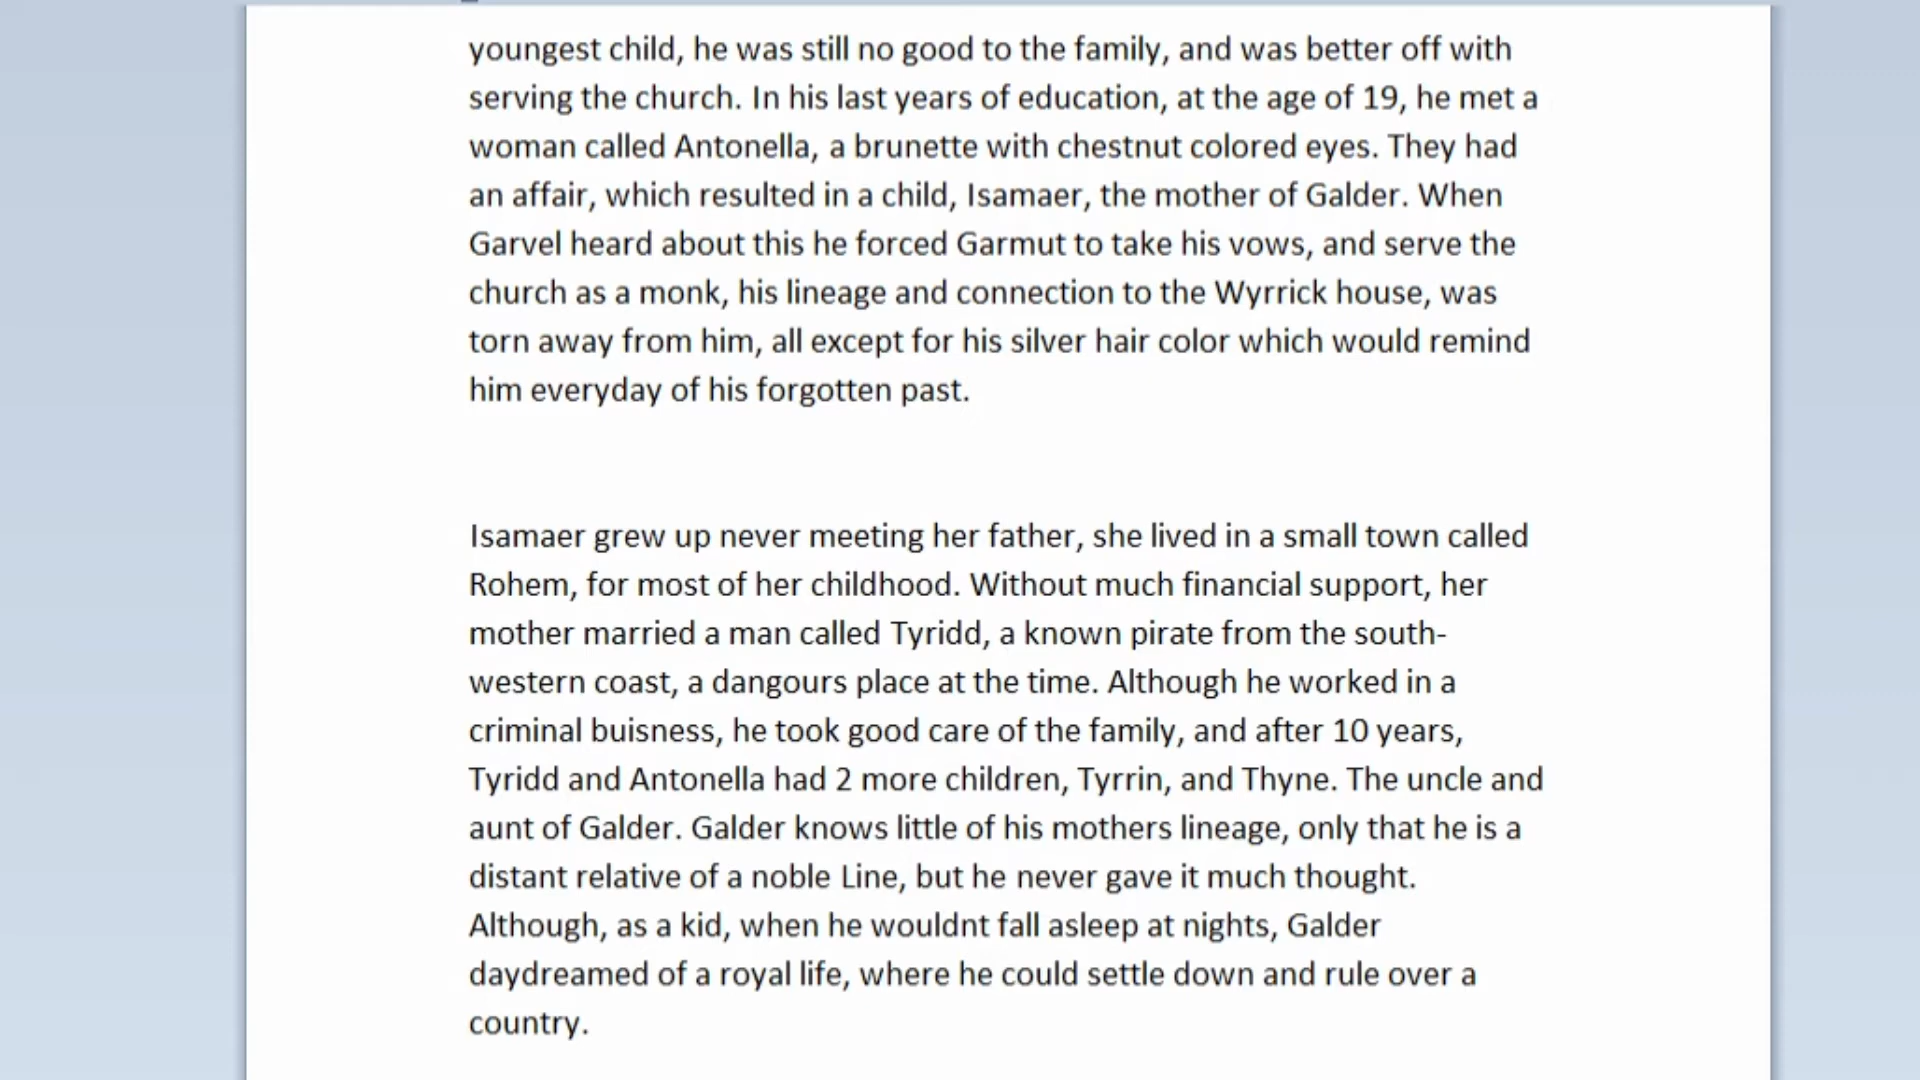 youngest child, he was still no good to the family, and was better off with
serving the church. In his last years of education, at the age of 19, he met a
woman called Antonella, a brunette with chestnut colored eyes. They had
an affair, which resulted in a child, Isamaer, the mother of Galder. When
Garvel heard about this he forced Garmut to take his vows, and serve the
church as a monk, his lineage and connection to the Wyrrick house, was
torn away from him, all except for his silver hair color which would remind
him everyday of his forgotten past.
Isamaer grew up never meeting her father, she lived in a small town called
Rohem, for most of her childhood. Without much financial support, her
mother married a man called Tyridd, a known pirate from the south-
western coast, a dangours place at the time. Although he worked in a
criminal buisness, he took good care of the family, and after 10 years,
Tyridd and Antonella had 2 more children, Tyrrin, and Thyne. The uncle and
aunt of Galder. Galder knows little of his mothers lineage, only that he is a
distant relative of a noble Line, but he never gave it much thought.
Although, as a kid, when he wouldnt fall asleep at nights, Galder
daydreamed of a royal life, where he could settle down and rule over a
country.